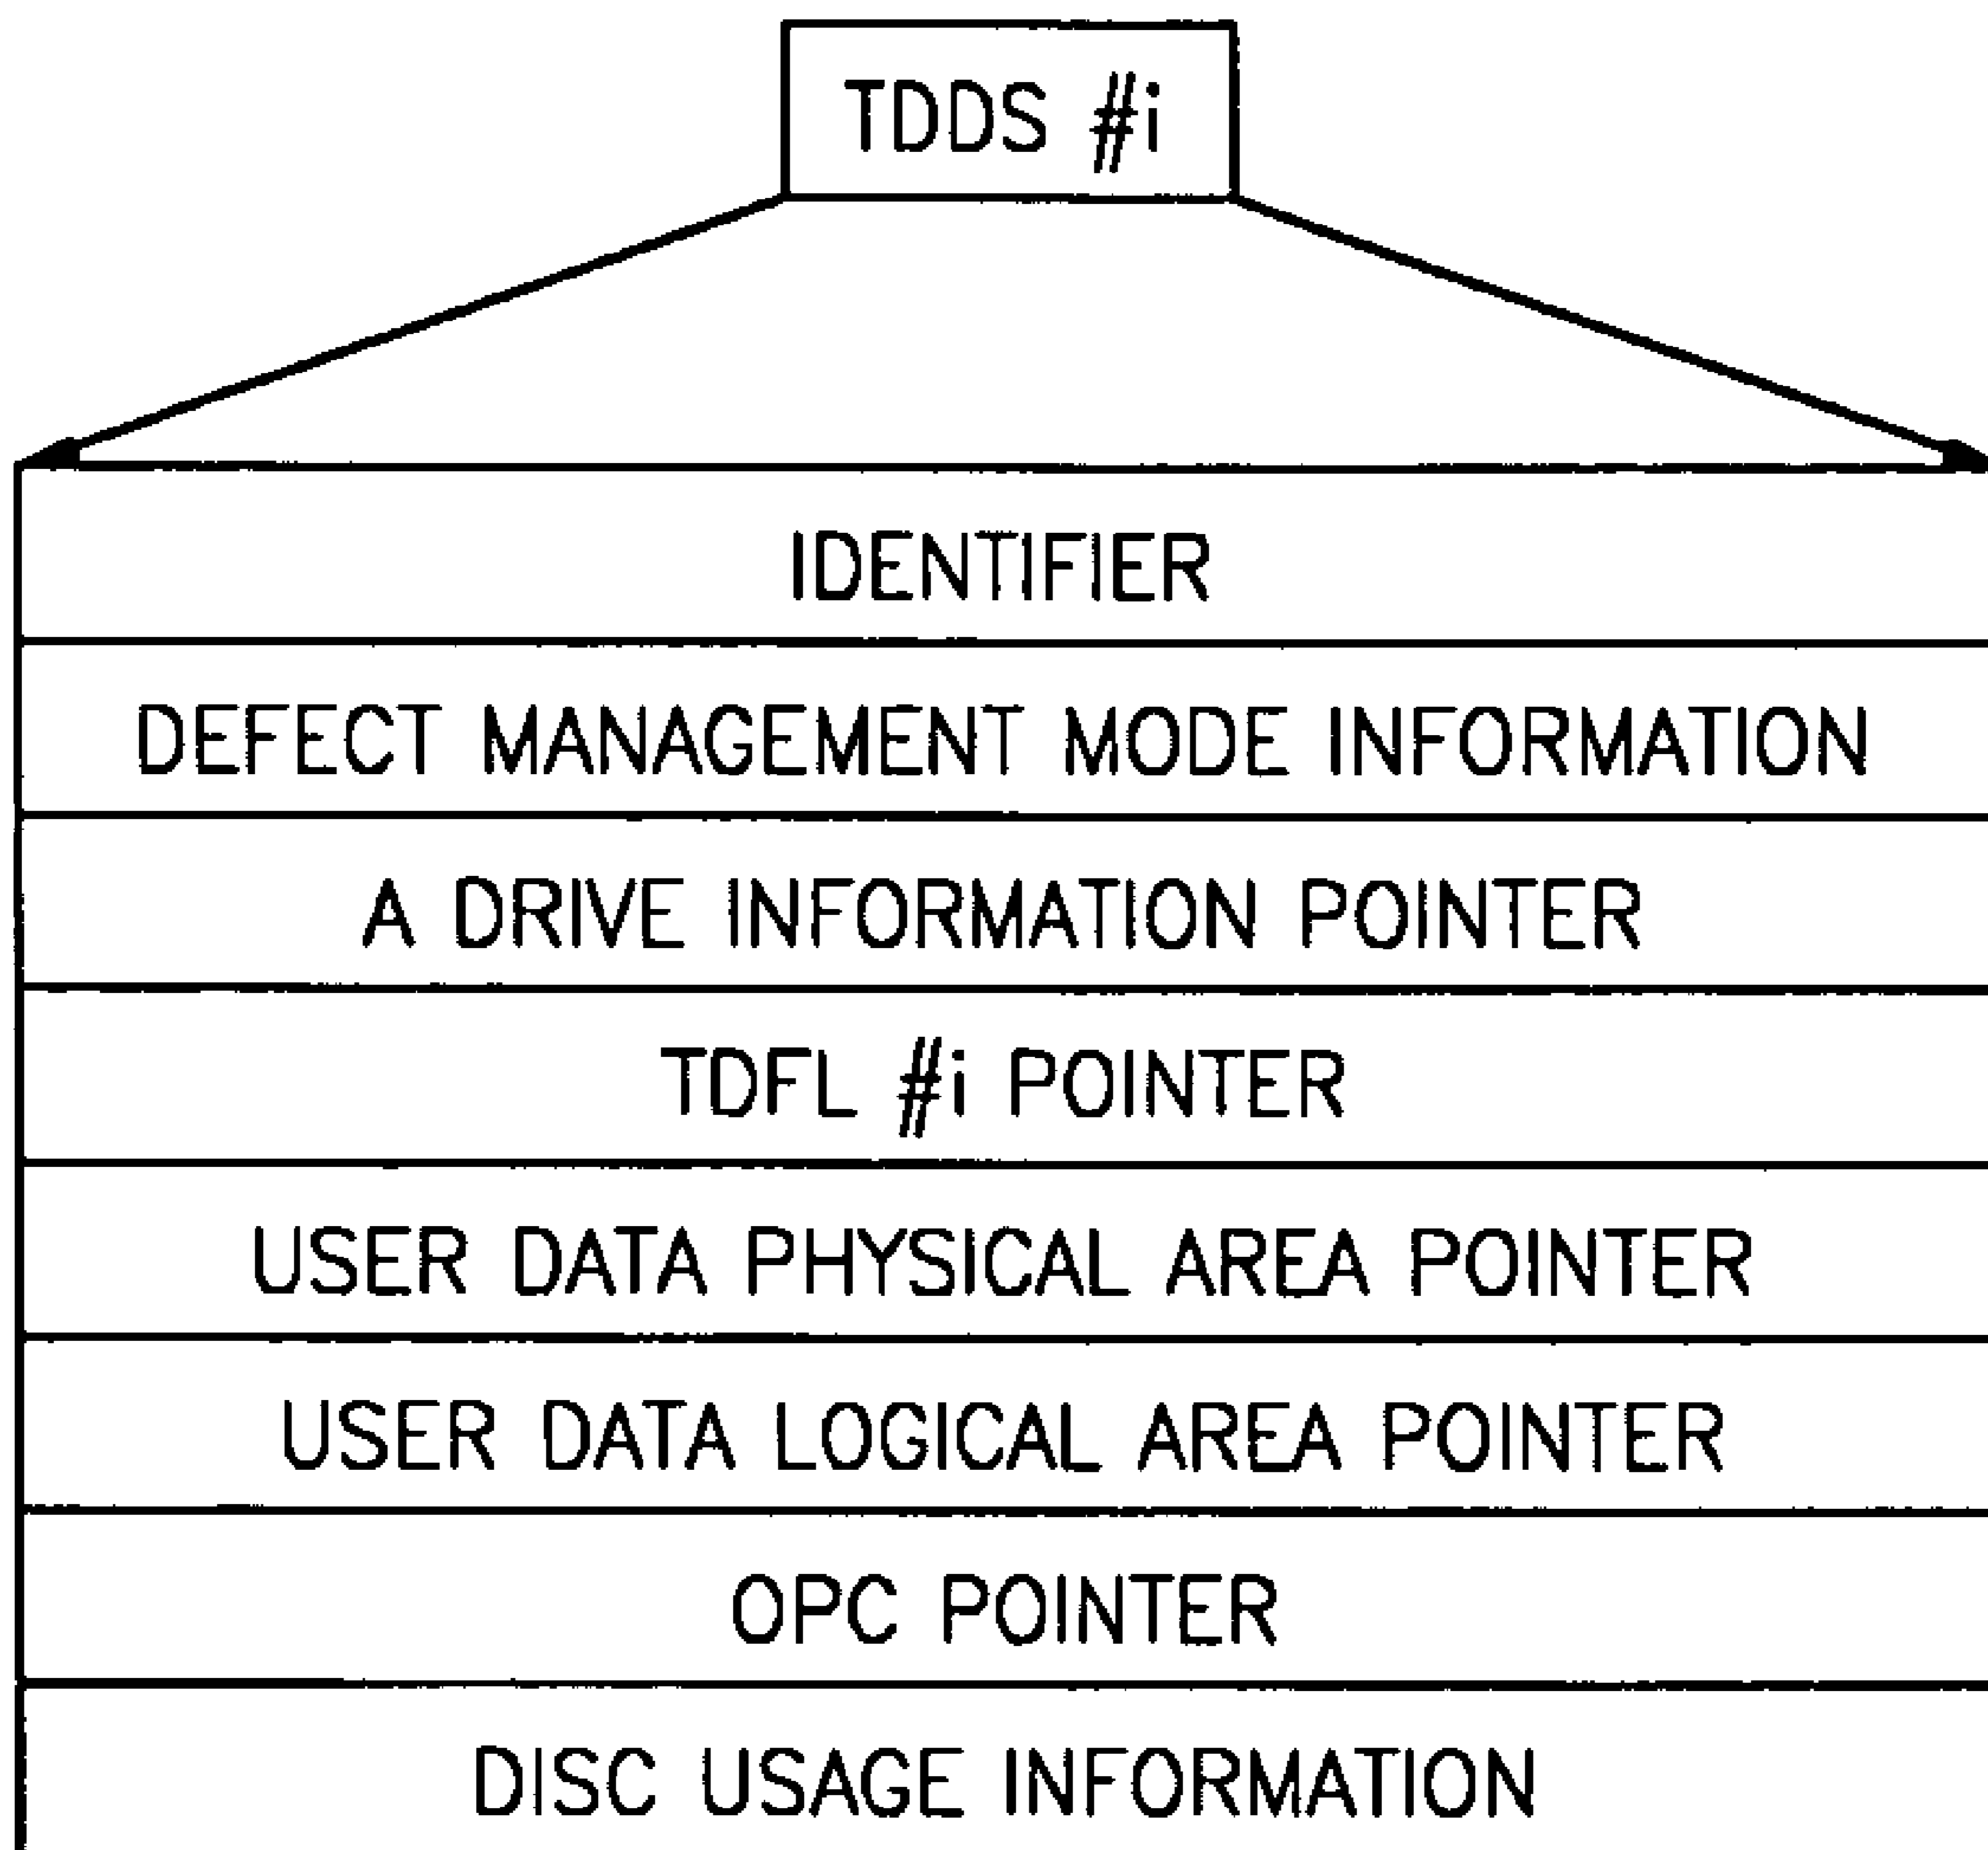 TDDS #i
IDENTIFIER
DEFECT MANAGEMENT MODE INFORMATION
A DRIVE INFORMATION POINTER
TDFL #i POINTER
USER DATA PHYSICAL AREA POINTER
USER DATA LOGICAL AREA POINTER
OPC POINTER
DISC USAGE INFORMATION